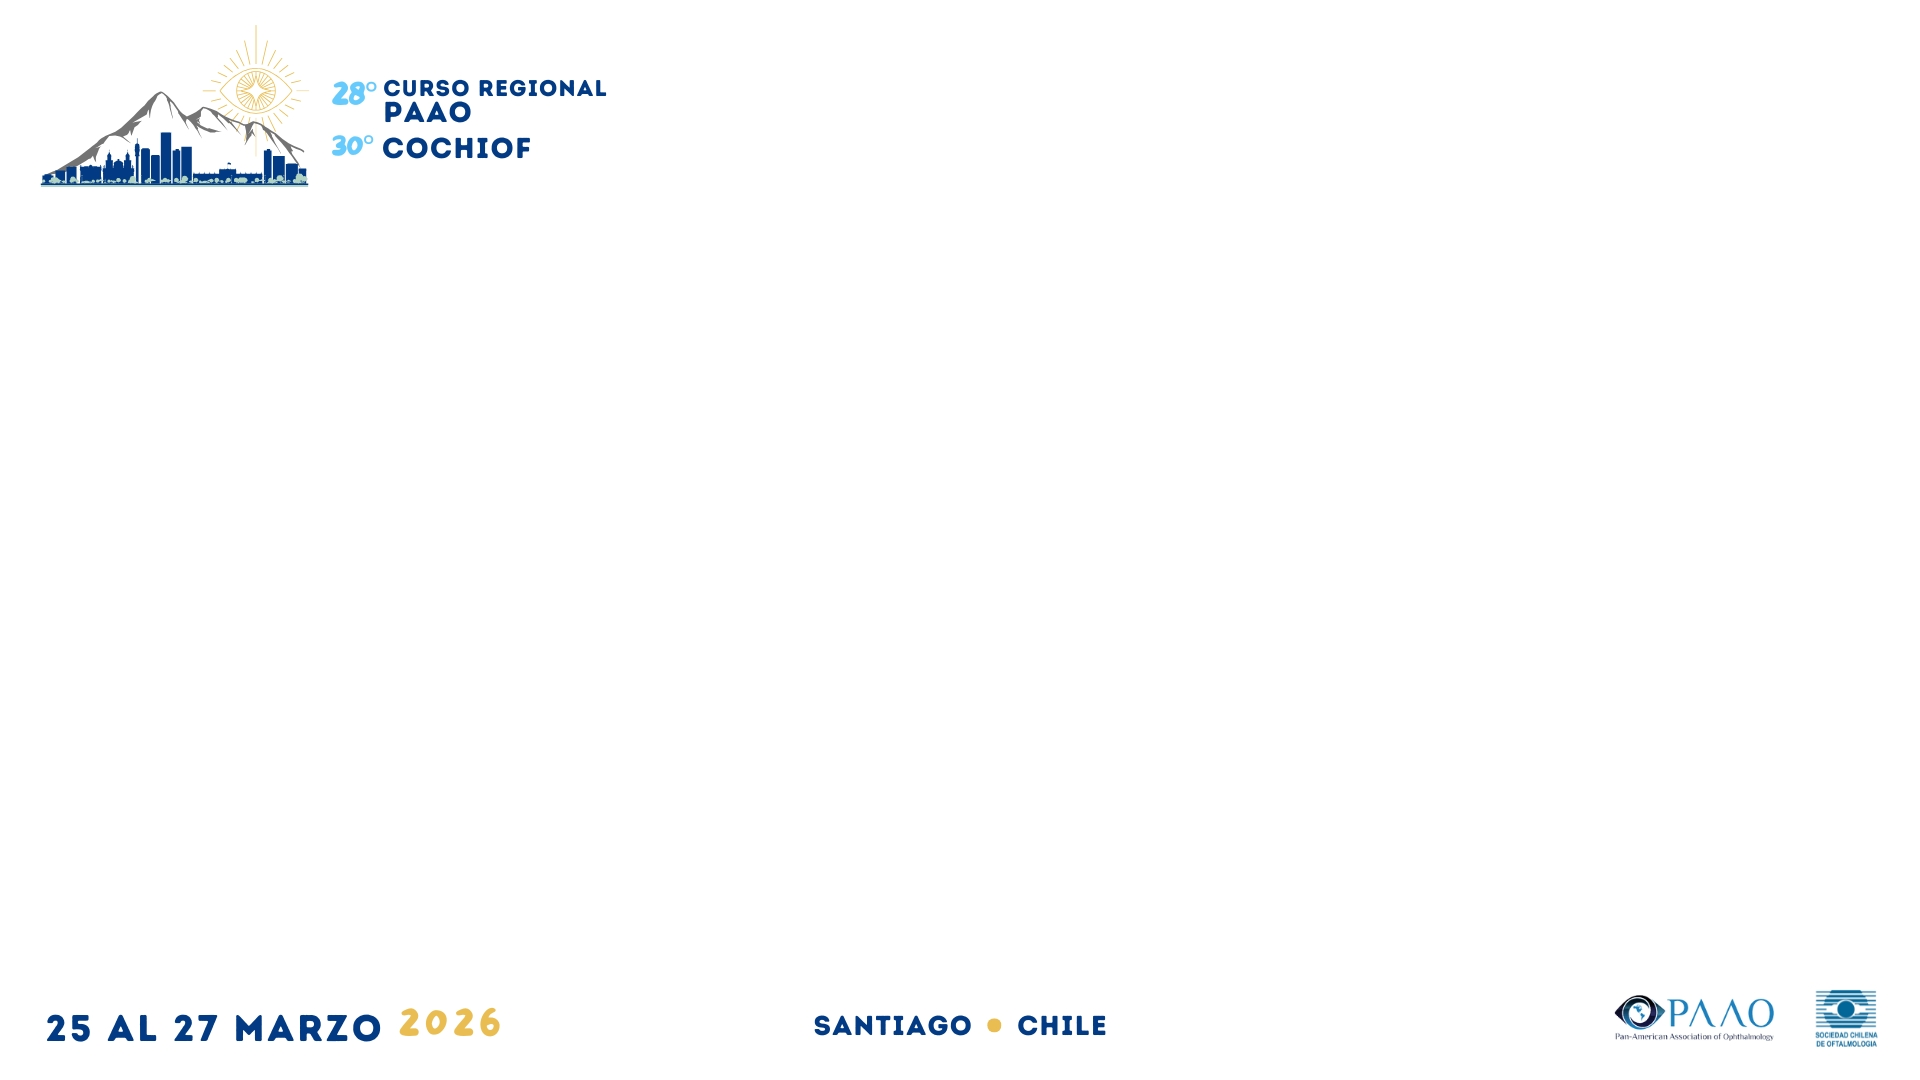 28° CURSO REGIONAL
PAAO
30° COCHIOF
25 AL 27 MARZO 2026
SANTIAGO • CHILE
PAAO
Pan-American Association of Ophthalmology
SOCIEDAD CHILENA
DE OFTALMOLOGIA